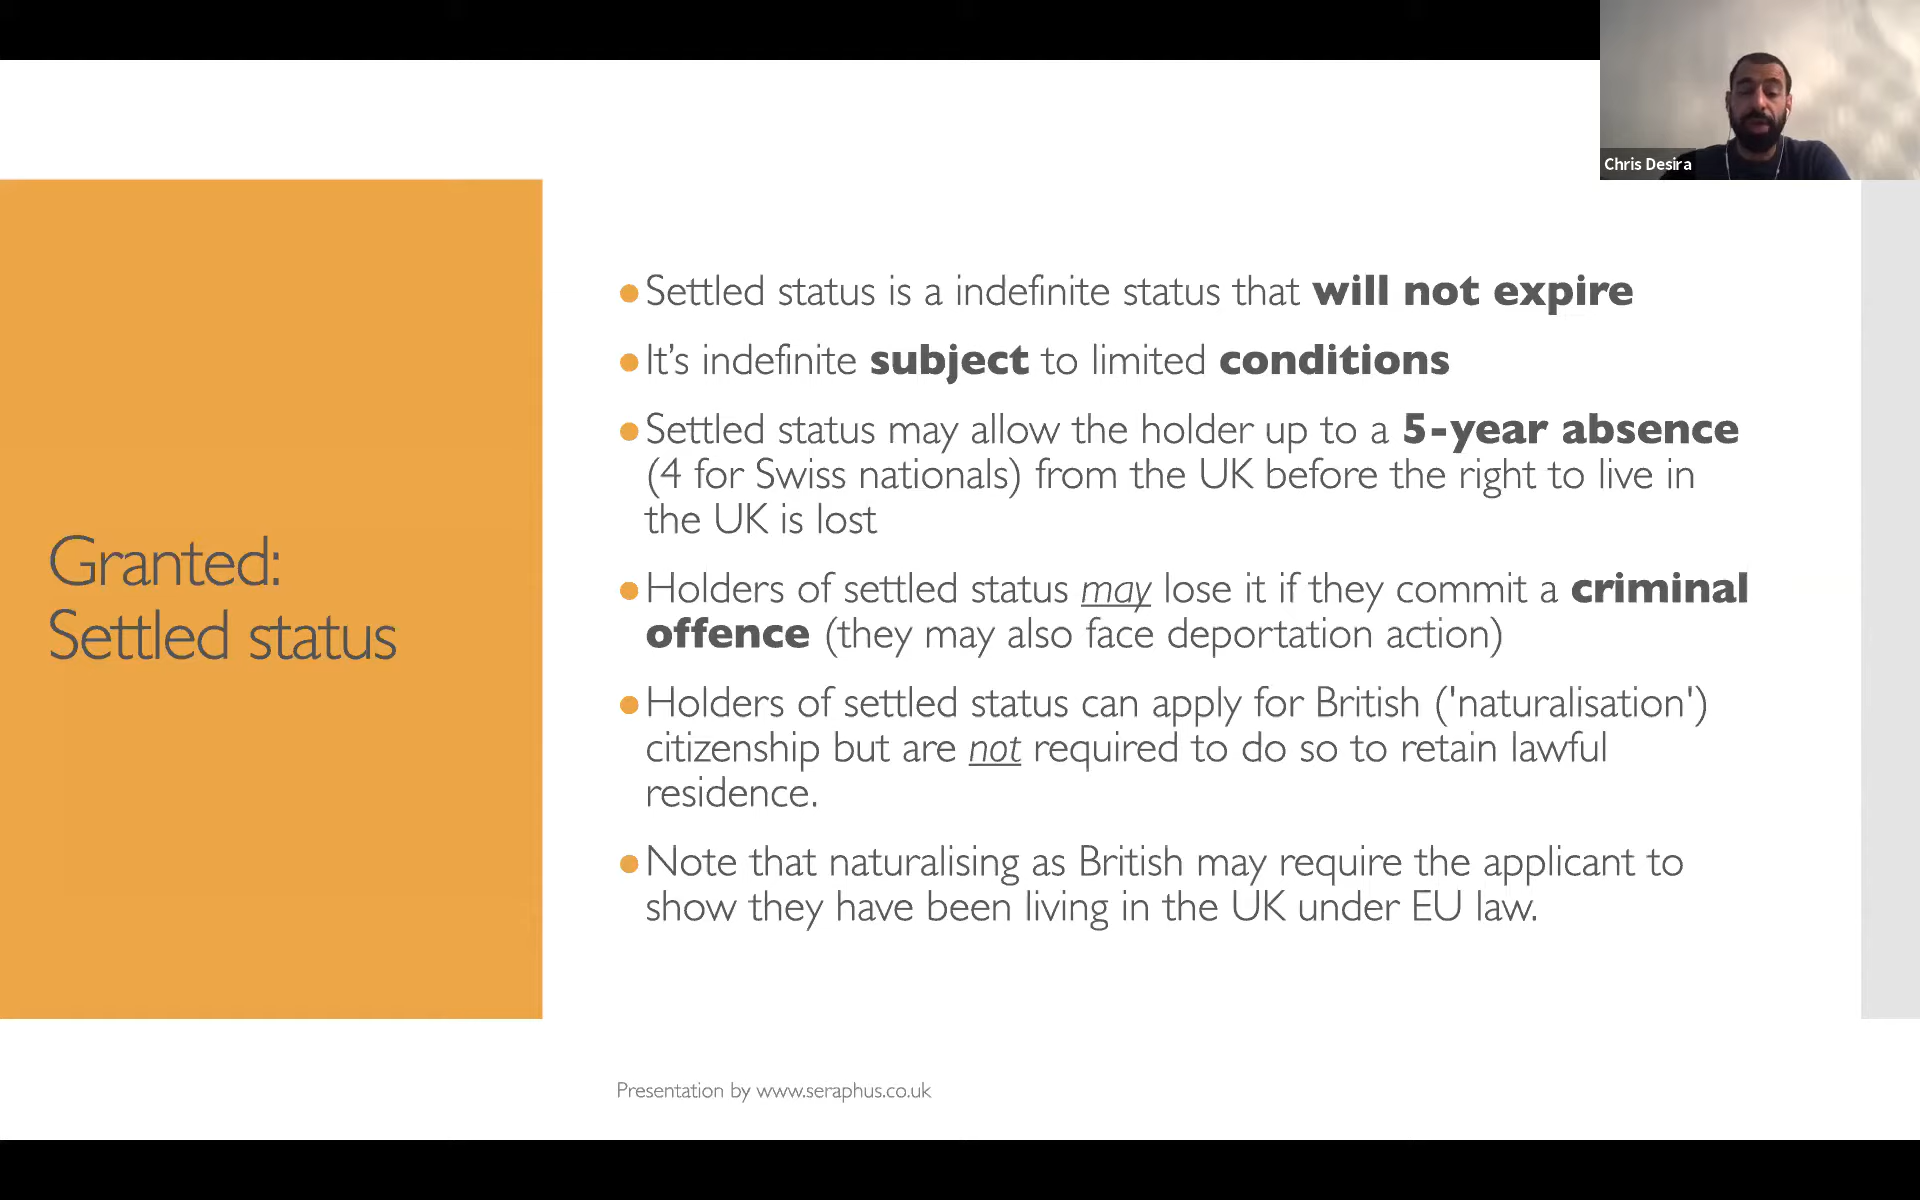 Chris Desira
Granted:
Settled status
●Settled status is a indefinite status that will not expire
●It's indefinite subject to limited conditions
●Settled status may allow the holder up to a 5-year absence
(4 for Swiss nationals) from the UK before the right to live in
the UK is lost
●Holders of settled status may lose it if they commit a criminal
offence (they may also face deportation action)
●Holders of settled status can apply for British ('naturalisation')
citizenship but are not required to do so to retain lawful
residence.
●Note that naturalising as British may require the applicant to
show they have been living in the UK under EU law.
Presentation by www.seraphus.co.uk